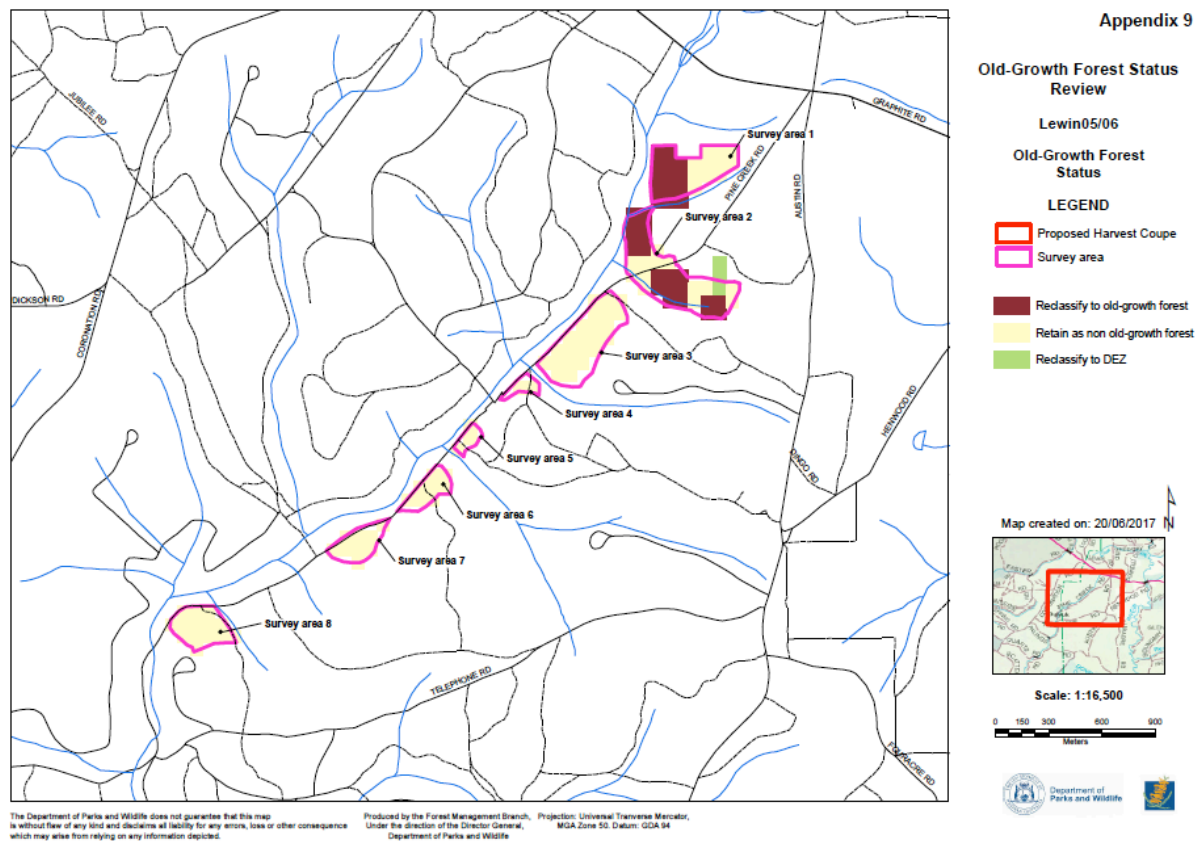 Appendix 9
Old-Growth Forest Status
Review
Lewin05/06
Old-Growth Forest
Status
LEGEND
Proposed Harvest Coupe
Survey area
Reclassify to old-growth forest
Retain as non old-growth forest
Reclassify to DEZ
Map created on: 20/06/2017
N
Scale: 1:16,500
0 150 300 600 900
Meters
Department of
Parks and Wildlife
JUBILEE RD
GRAPHITE RD
Survey area 1
PINE CREEK RD
AUSTIN RD
Survey area 2
DICKSON RD
CORONATION RD
Survey area 3
Survey area 4
HENWOOD RD
Survey area 5
DINGO RD
Survey area 6
Survey area 7
Survey area 8
TELEPHONE RD
FOURACRE RD
The Department of Parks and Wildlife does not guarantee that this map
is without flaw of any kind and disclaims all liability for any errors, loss or other consequence
which may arise from relying on any information depicted.
Produced by the Forest Management Branch,
Under the direction of the Director General,
Department of Parks and Wildlife
Projection: Universal Tranverse Mercator,
MGA Zone 50. Datum: GDA 94